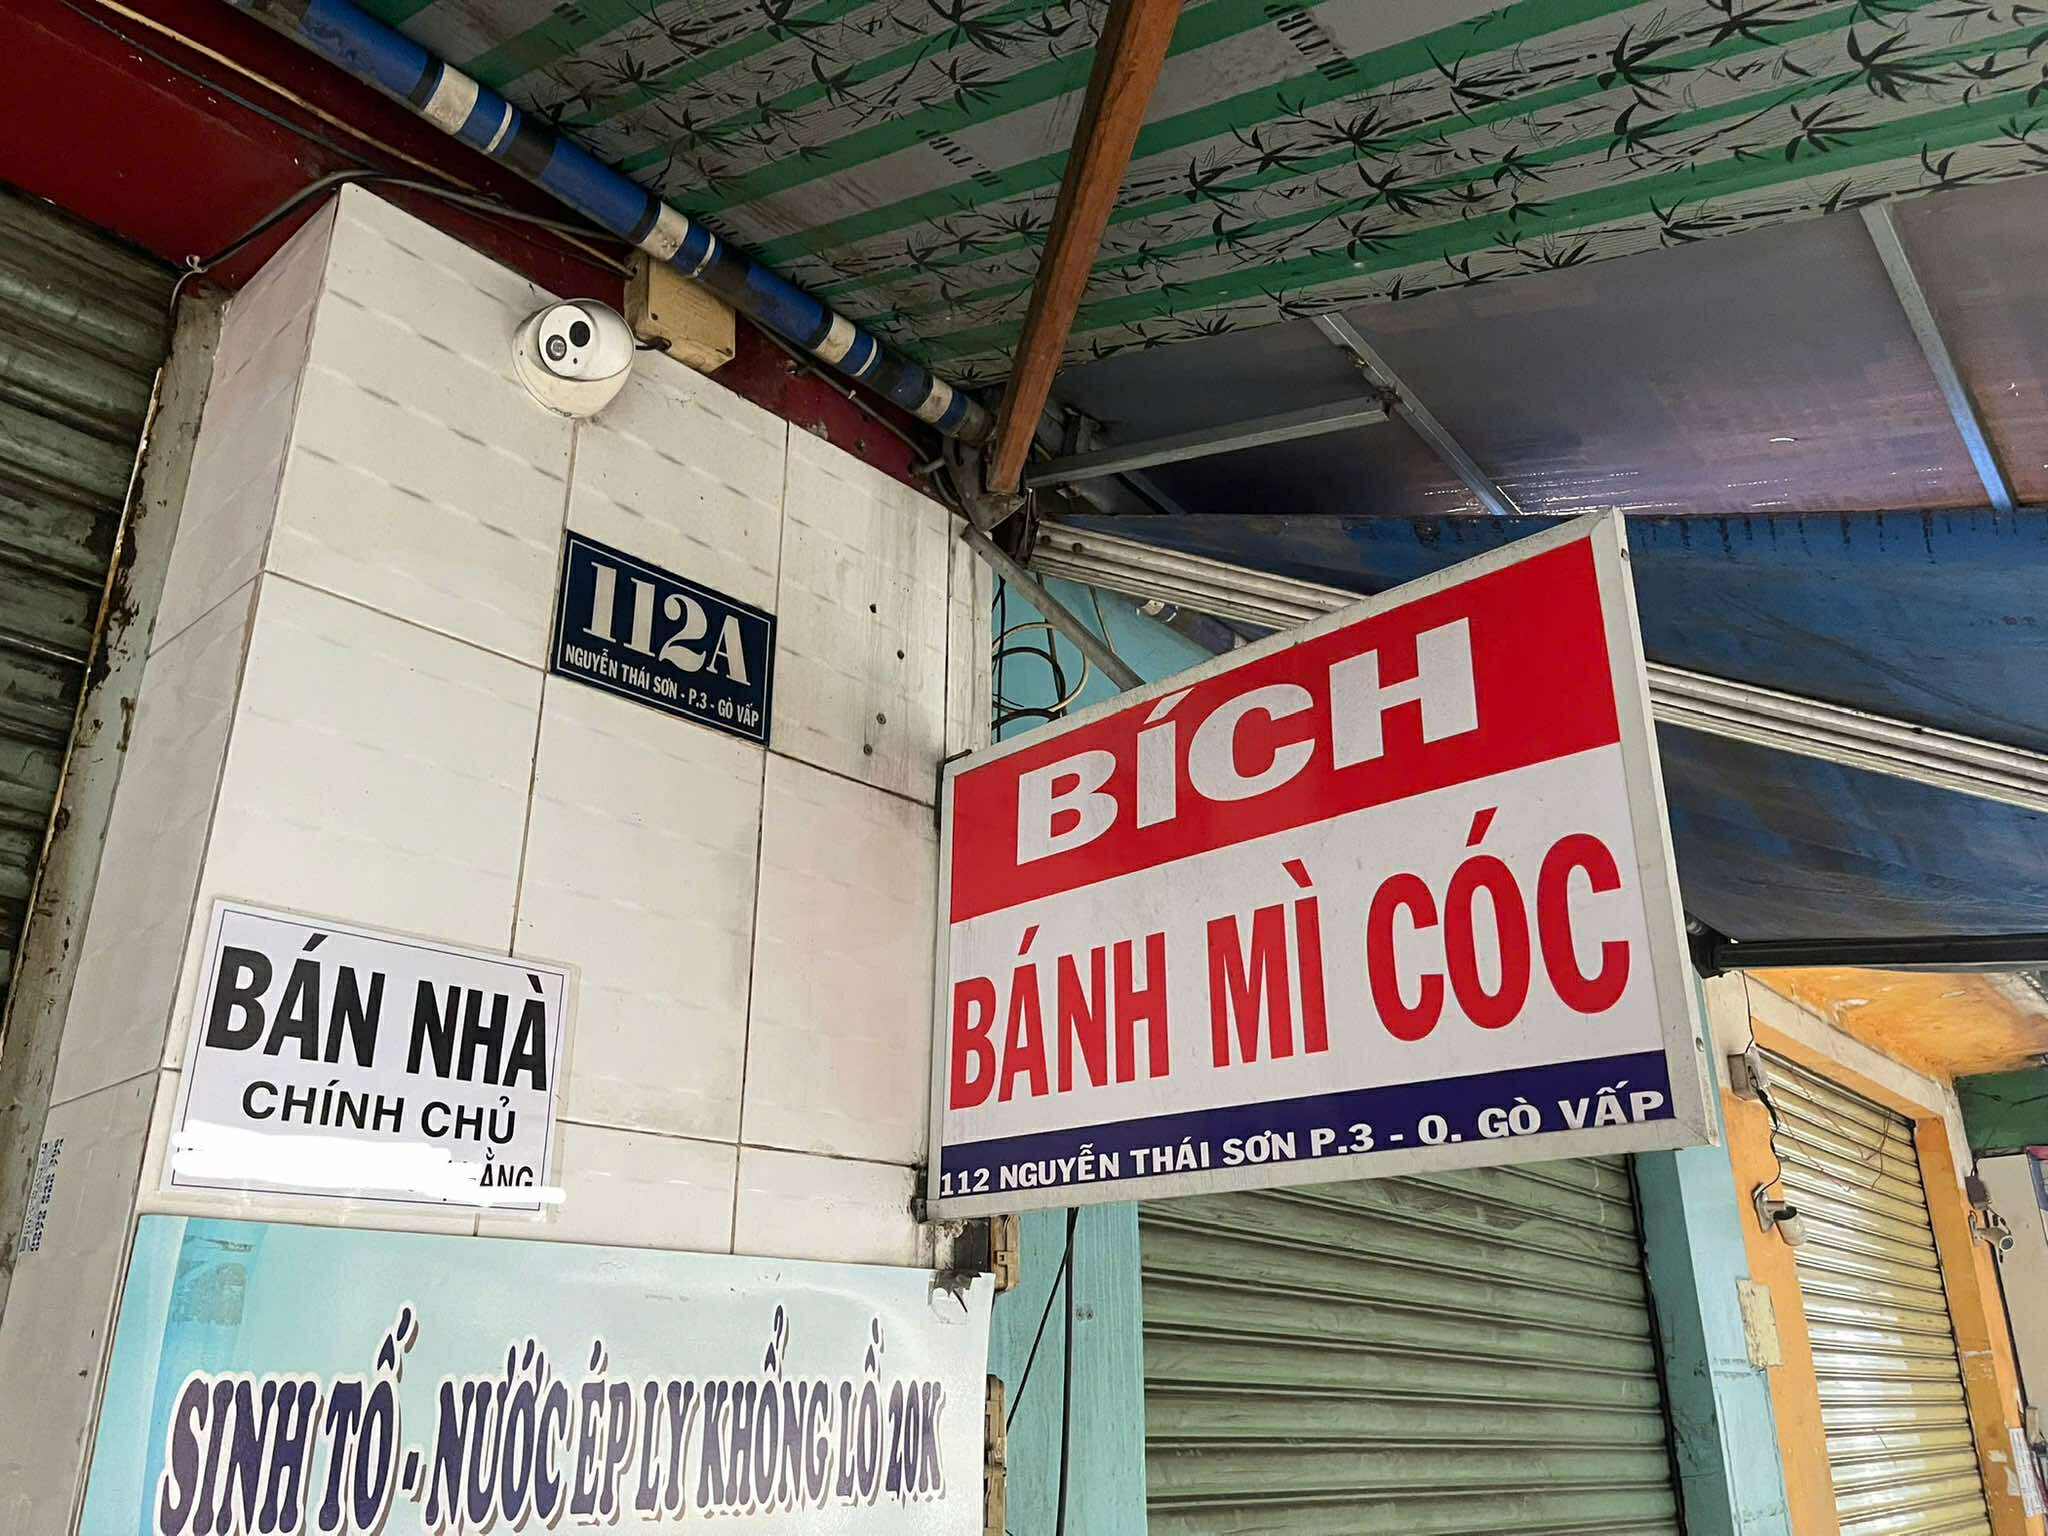 112A
NGUYỄN THÁI SƠN - P.3 - GÒ VẤP
BÍCH
BÁNH MÌ CÓC
112 NGUYỄN THÁI SƠN P.3 - Q. GÒ VẤP
BÁN NHÀ
CHÍNH CHỦ
ẰNG
SINH TỐ - NƯỚC ÉP LY KHỔNG LỒ 20K